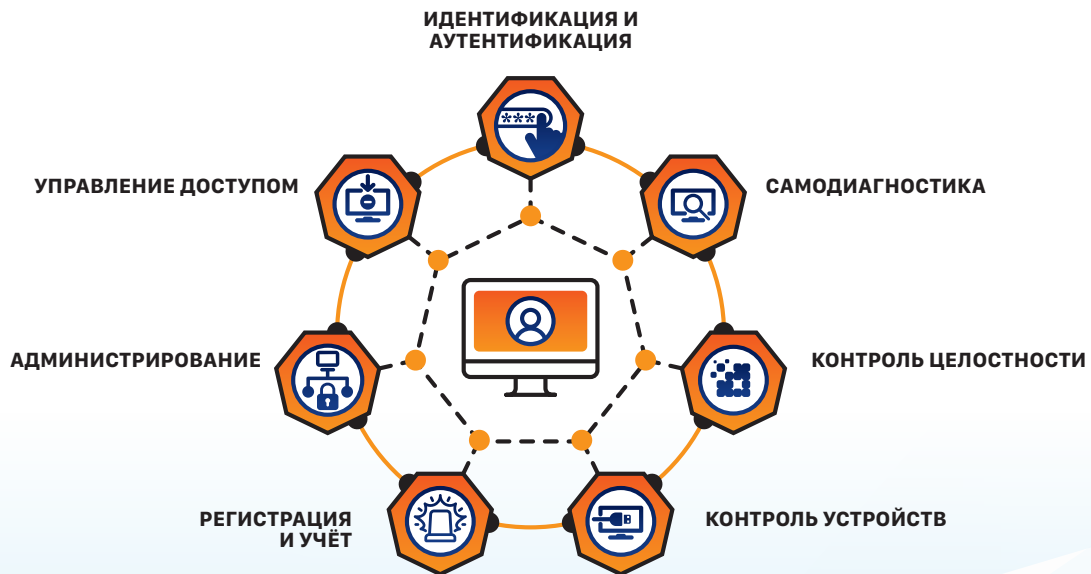 ИДЕНТИФИКАЦИЯ И
АУТЕНТИФИКАЦИЯ
***
УПРАВЛЕНИЕ ДОСТУПОМ
САМОДИАГНОСТИКА
АДМИНИСТРИРОВАНИЕ
КОНТРОЛЬ ЦЕЛОСТНОСТИ
РЕГИСТРАЦИЯ
И УЧЁТ
КОНТРОЛЬ УСТРОЙСТВ